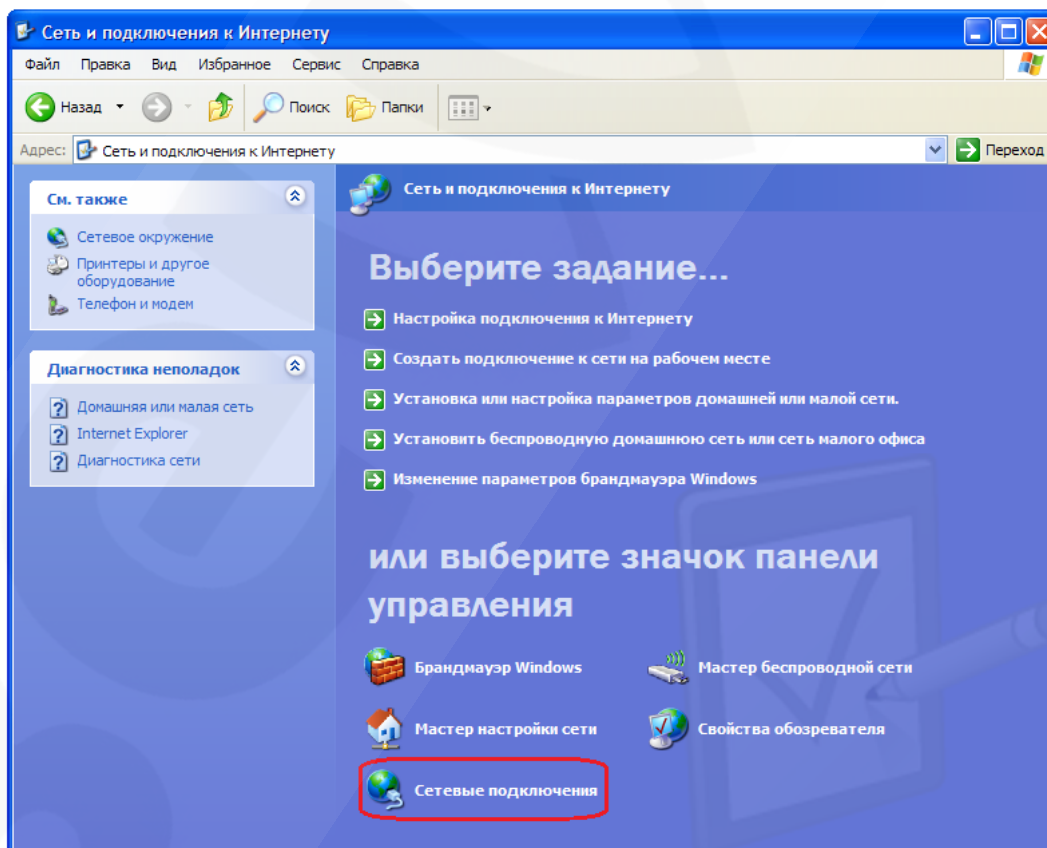 Сеть и подключения к Интернету
Файл Правка Вид Избранное Сервис Справка
Назад Поиск Папки
Адрес: Сеть и подключения к Интернету Переход
См. также
Сетевое окружение
Принтеры и другое
оборудование
Телефон и модем
Диагностика неполадок
Домашняя или малая сеть
Internet Explorer
Диагностика сети
Сеть и подключения к Интернету
Выберите задание...
Настройка подключения к Интернету
Создать подключение к сети на рабочем месте
Установка или настройка параметров домашней или малой сети.
Установить беспроводную домашнюю сеть или сеть малого офиса
Изменение параметров брандмауэра Windows
или выберите значок панели
управления
Брандмауэр Windows Мастер беспроводной сети
Мастер настройки сети Свойства обозревателя
Сетевые подключения